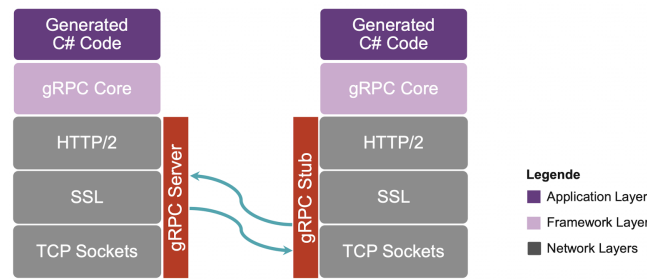 Generated
C# Code
gRPC Core
HTTP/2
SSL
TCP Sockets
gRPC Server
Generated
C# Code
gRPC Core
HTTP/2
SSL
TCP Sockets
gRPC Stub
Legende
Application Layer
Framework Layer
Network Layers